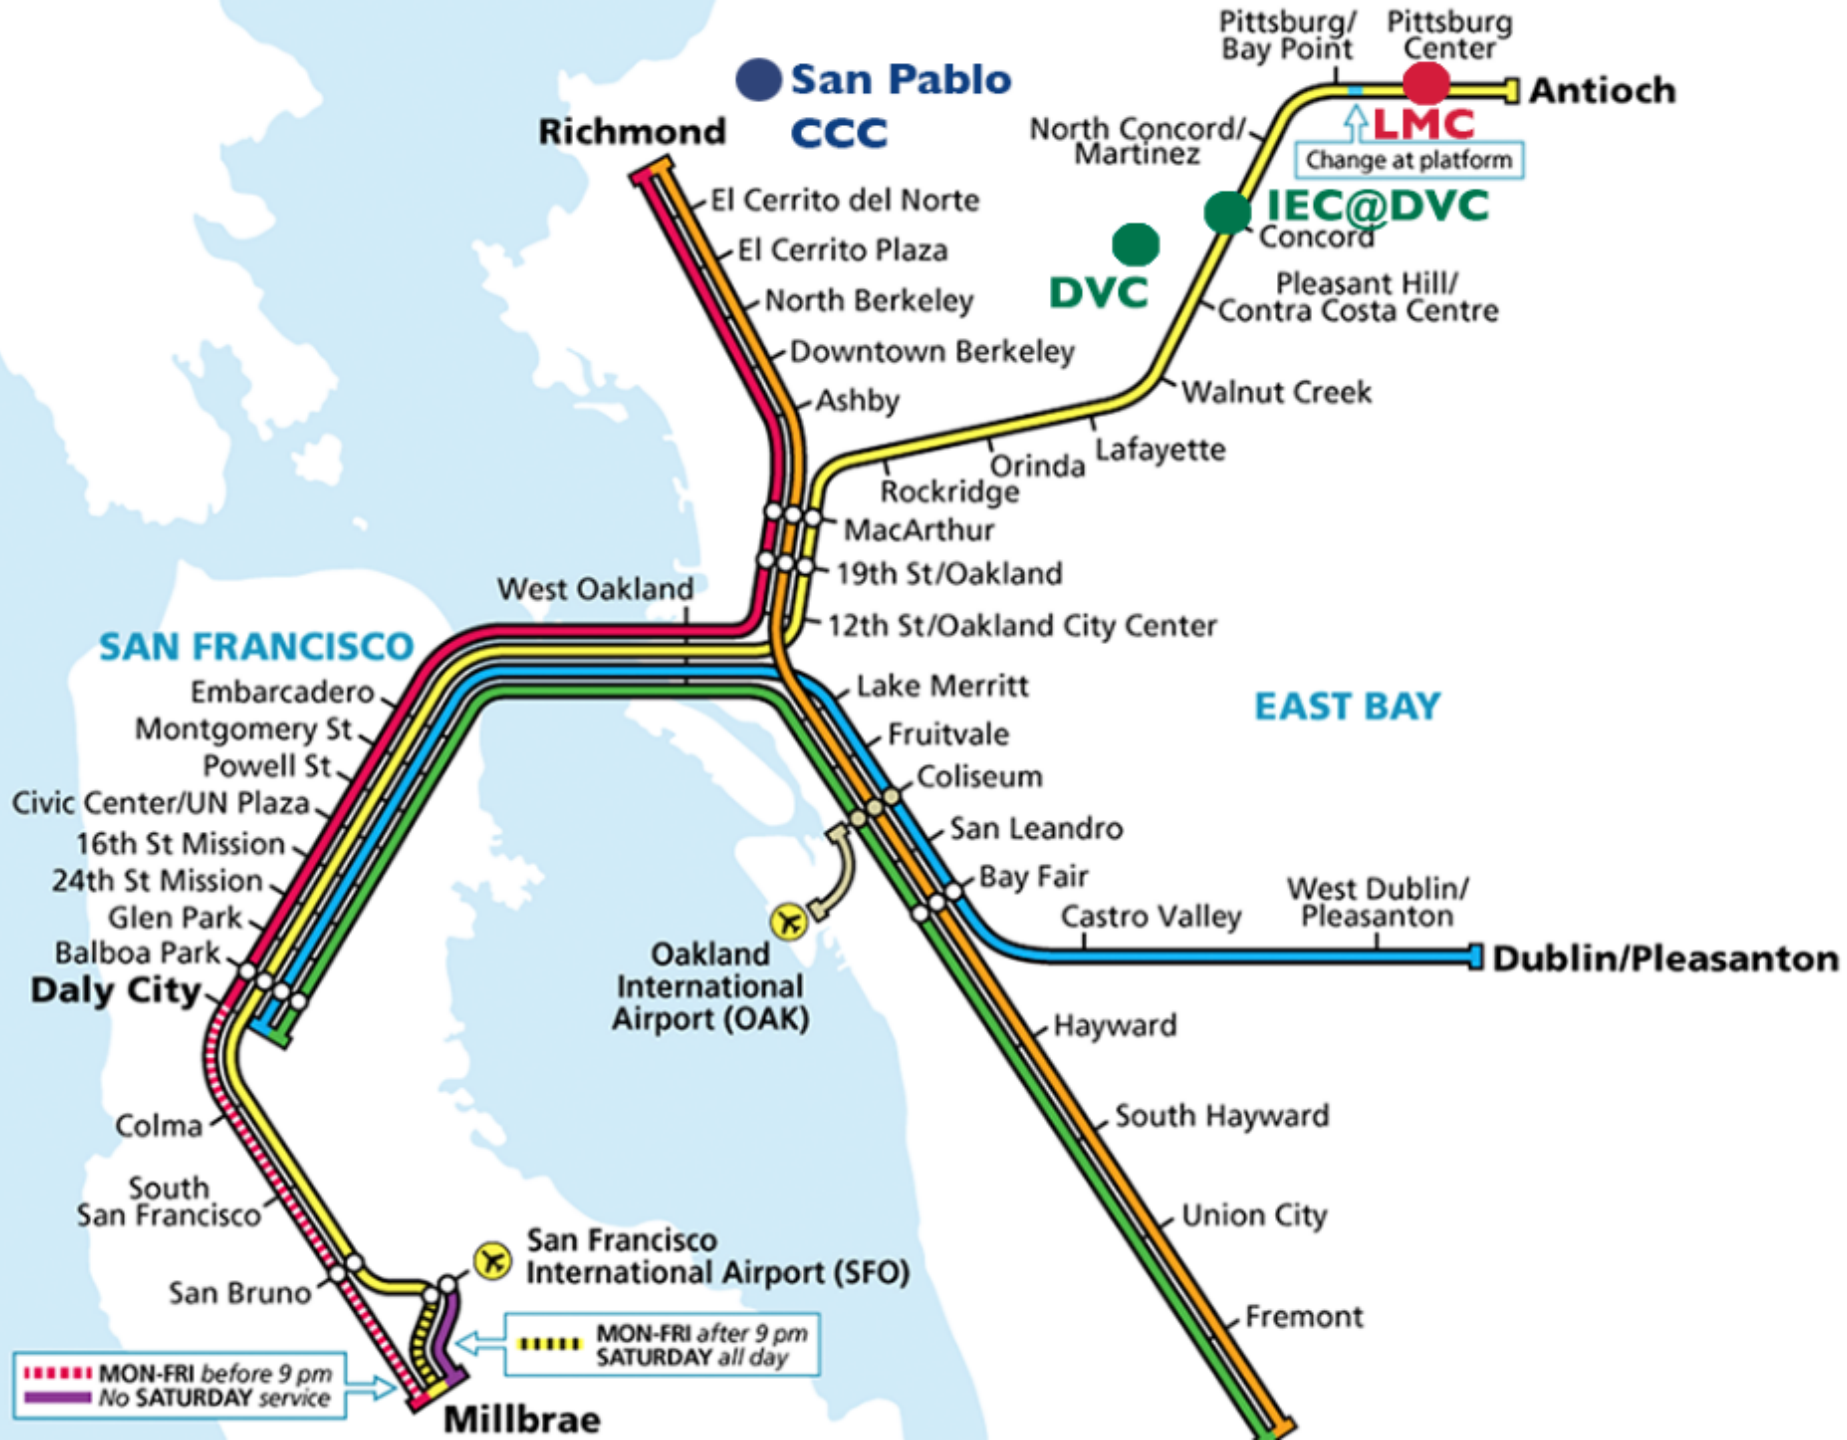 Pittsburg/
Bay Point
Pittsburg
Center
Antioch
LMC
Change at platform
San Pablo
CCC
Richmond
North Concord/
Martinez
IEC@DVC
Concord
DVC
Pleasant Hill/
Contra Costa Centre
Walnut Creek
Lafayette
Orinda
Rockridge
El Cerrito del Norte
El Cerrito Plaza
North Berkeley
Downtown Berkeley
Ashby
MacArthur
19th St/Oakland
12th St/Oakland City Center
West Oakland
SAN FRANCISCO
EAST BAY
Embarcadero
Montgomery St
Powell St
Civic Center/UN Plaza
16th St Mission
24th St Mission
Glen Park
Balboa Park
Daly City
Lake Merritt
Fruitvale
Coliseum
San Leandro
Bay Fair
Castro Valley
West Dublin/
Pleasanton
Dublin/Pleasanton
Oakland
International
Airport (OAK)
Hayward
South Hayward
Union City
Fremont
Colma
South
San Francisco
San Bruno
San Francisco
International Airport (SFO)
MON-FRI after 9 pm
SATURDAY all day
MON-FRI before 9 pm
No SATURDAY service
Millbrae